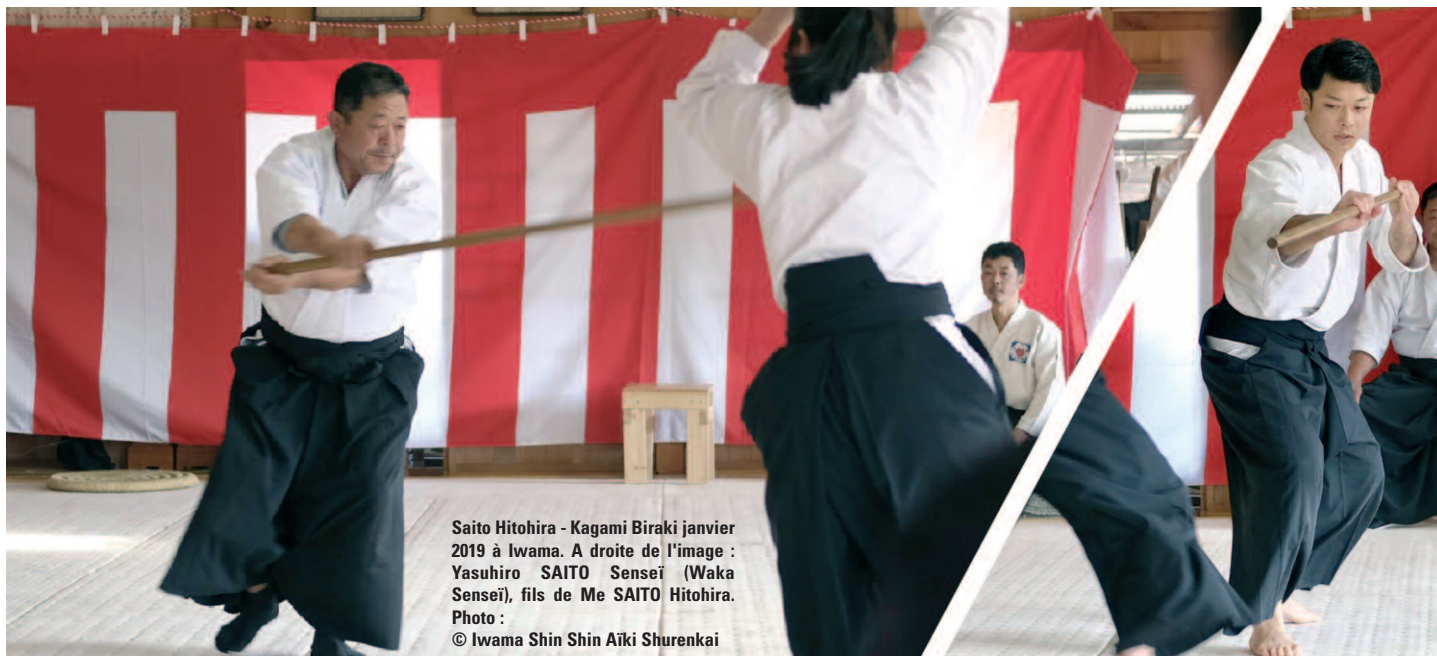 Saito Hitohira - Kagami Biraki janvier
2019 à Iwama. A droite de l'image :
Yasuhiro SAITO Senseï (Waka
Senseï), fils de Me SAITO Hitohira.
Photo :
© Iwama Shin Shin Aïki Shurenkai